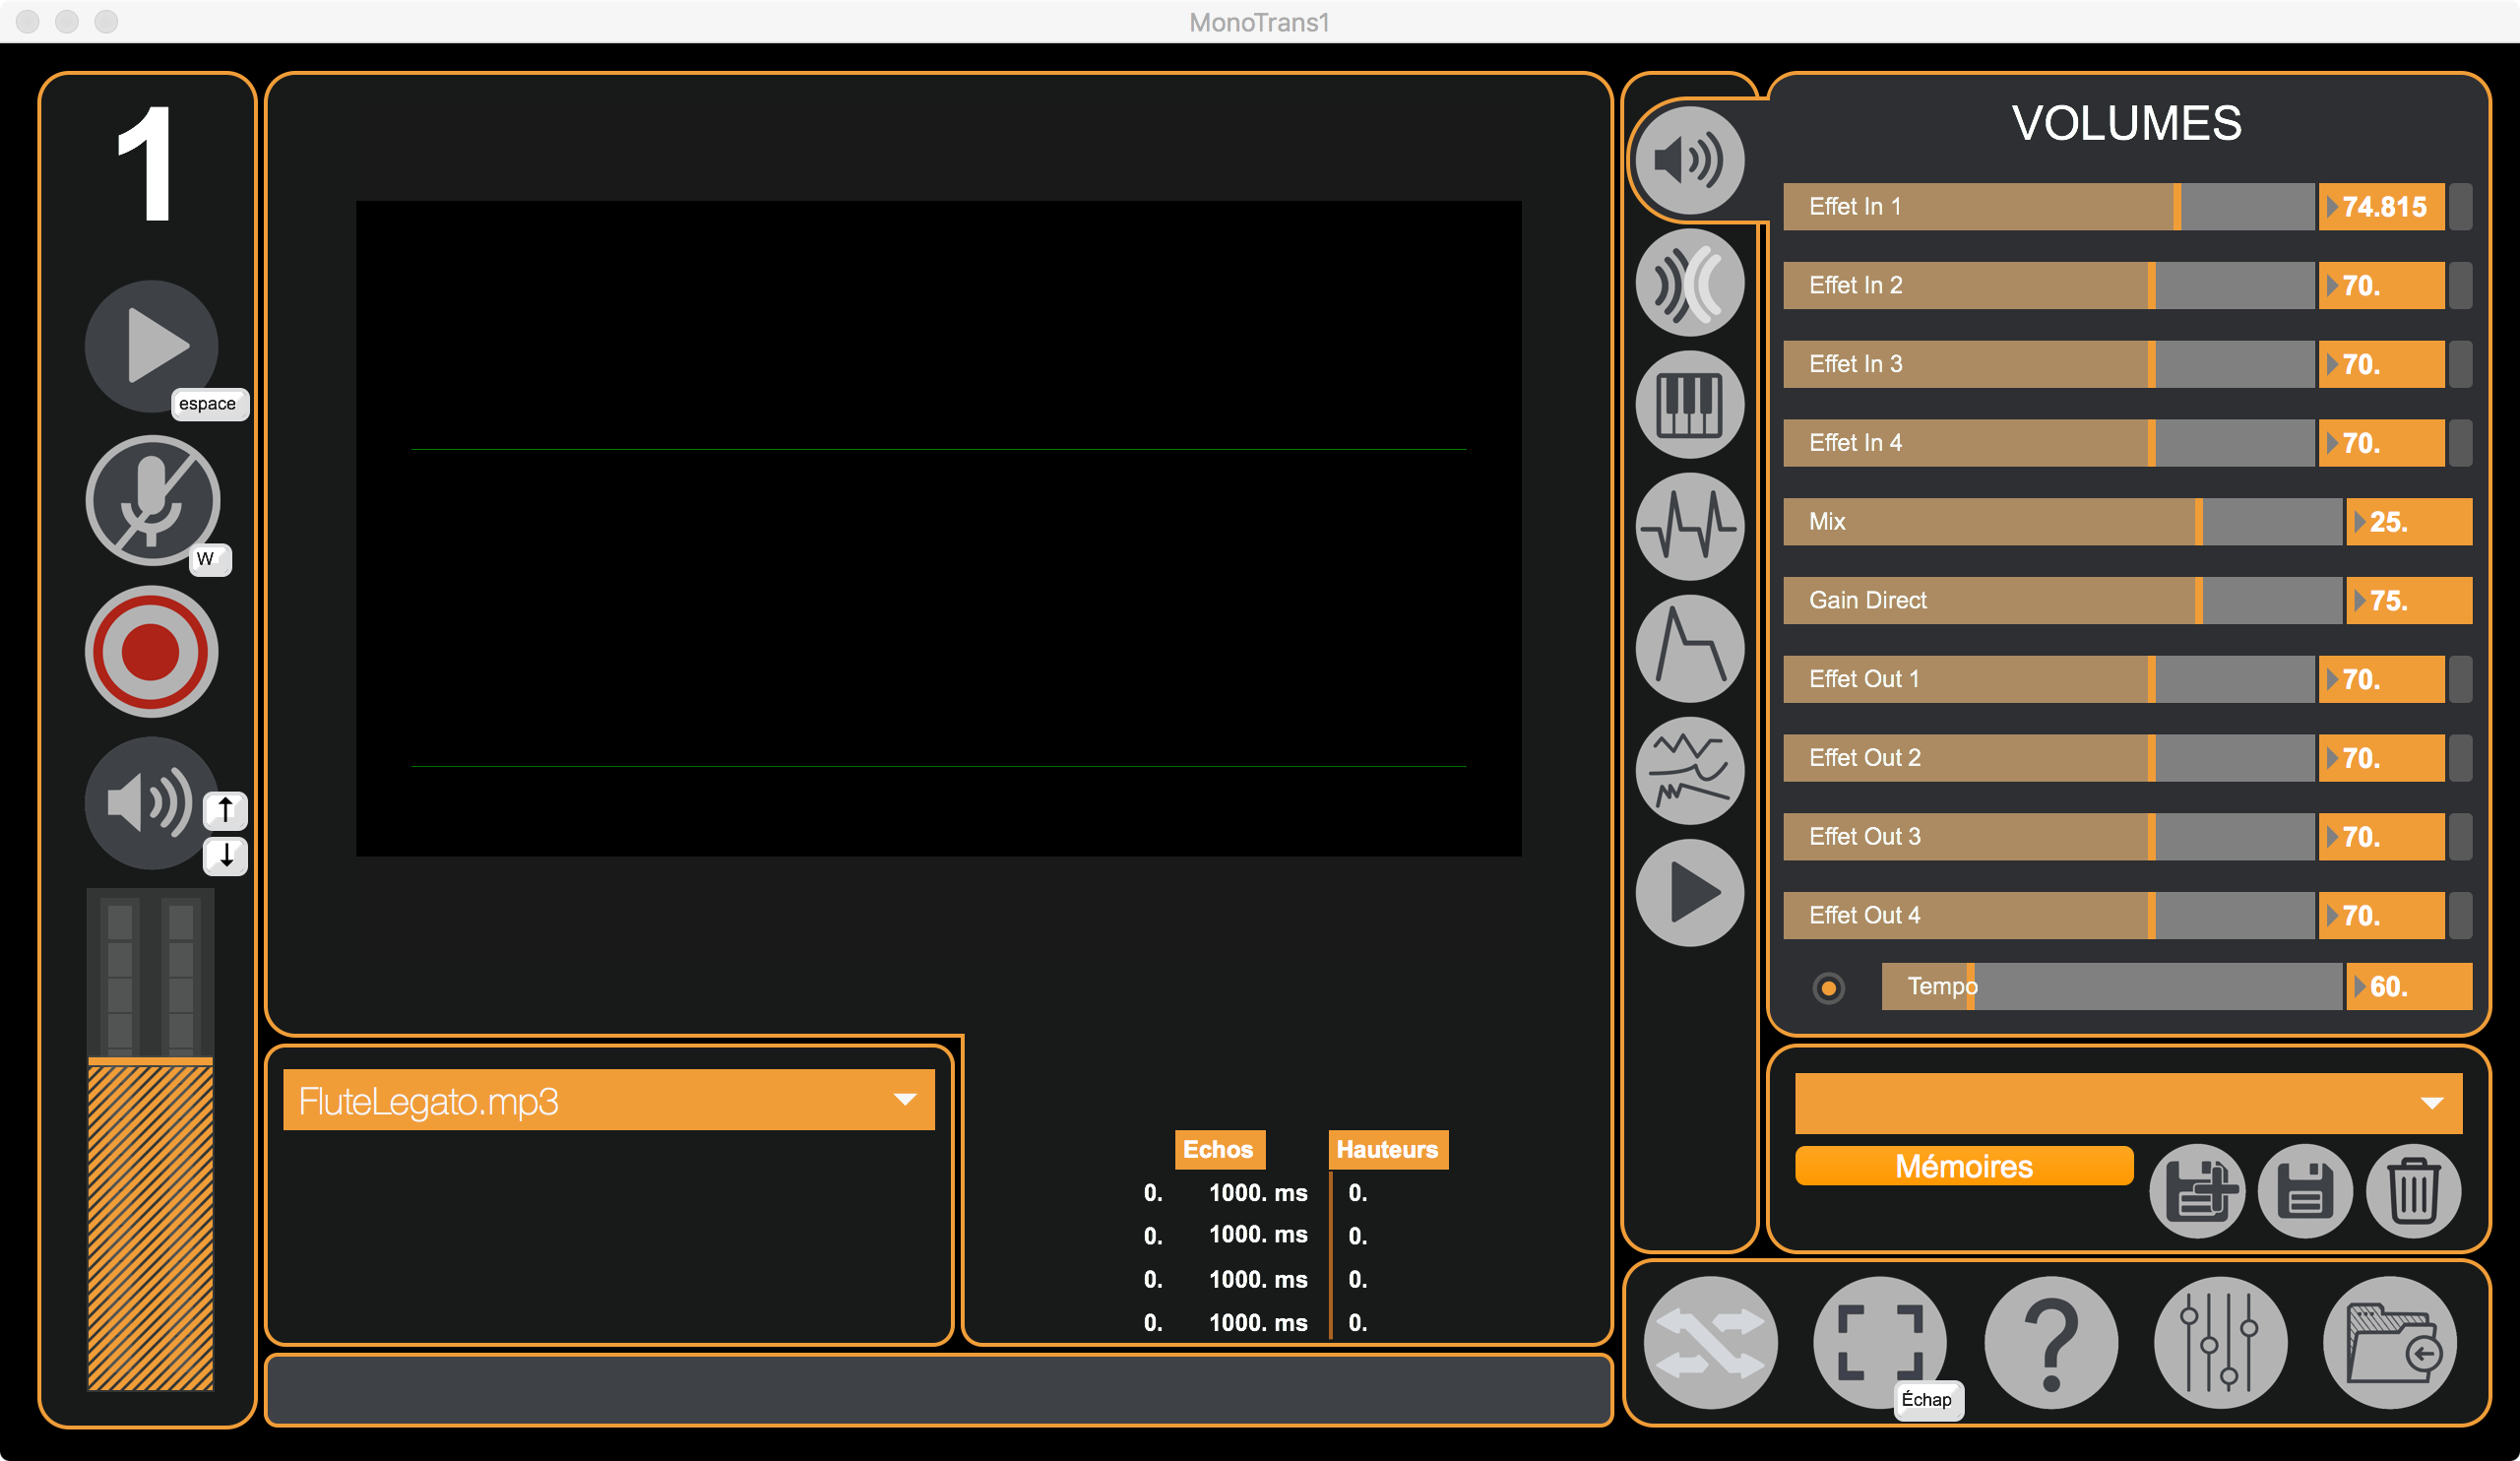 MonoTrans1
1
espace
W
↑
↓
FluteLegato.mp3
Echos Hauteurs
0. 1000. ms 0.
0. 1000. ms 0.
0. 1000. ms 0.
0. 1000. ms 0.
VOLUMES
Effet In 1 74.815
Effet In 2 70.
Effet In 3 70.
Effet In 4 70.
Mix 25.
Gain Direct 75.
Effet Out 1 70.
Effet Out 2 70.
Effet Out 3 70.
Effet Out 4 70.
Tempo 60.
Mémoires
?
Échap